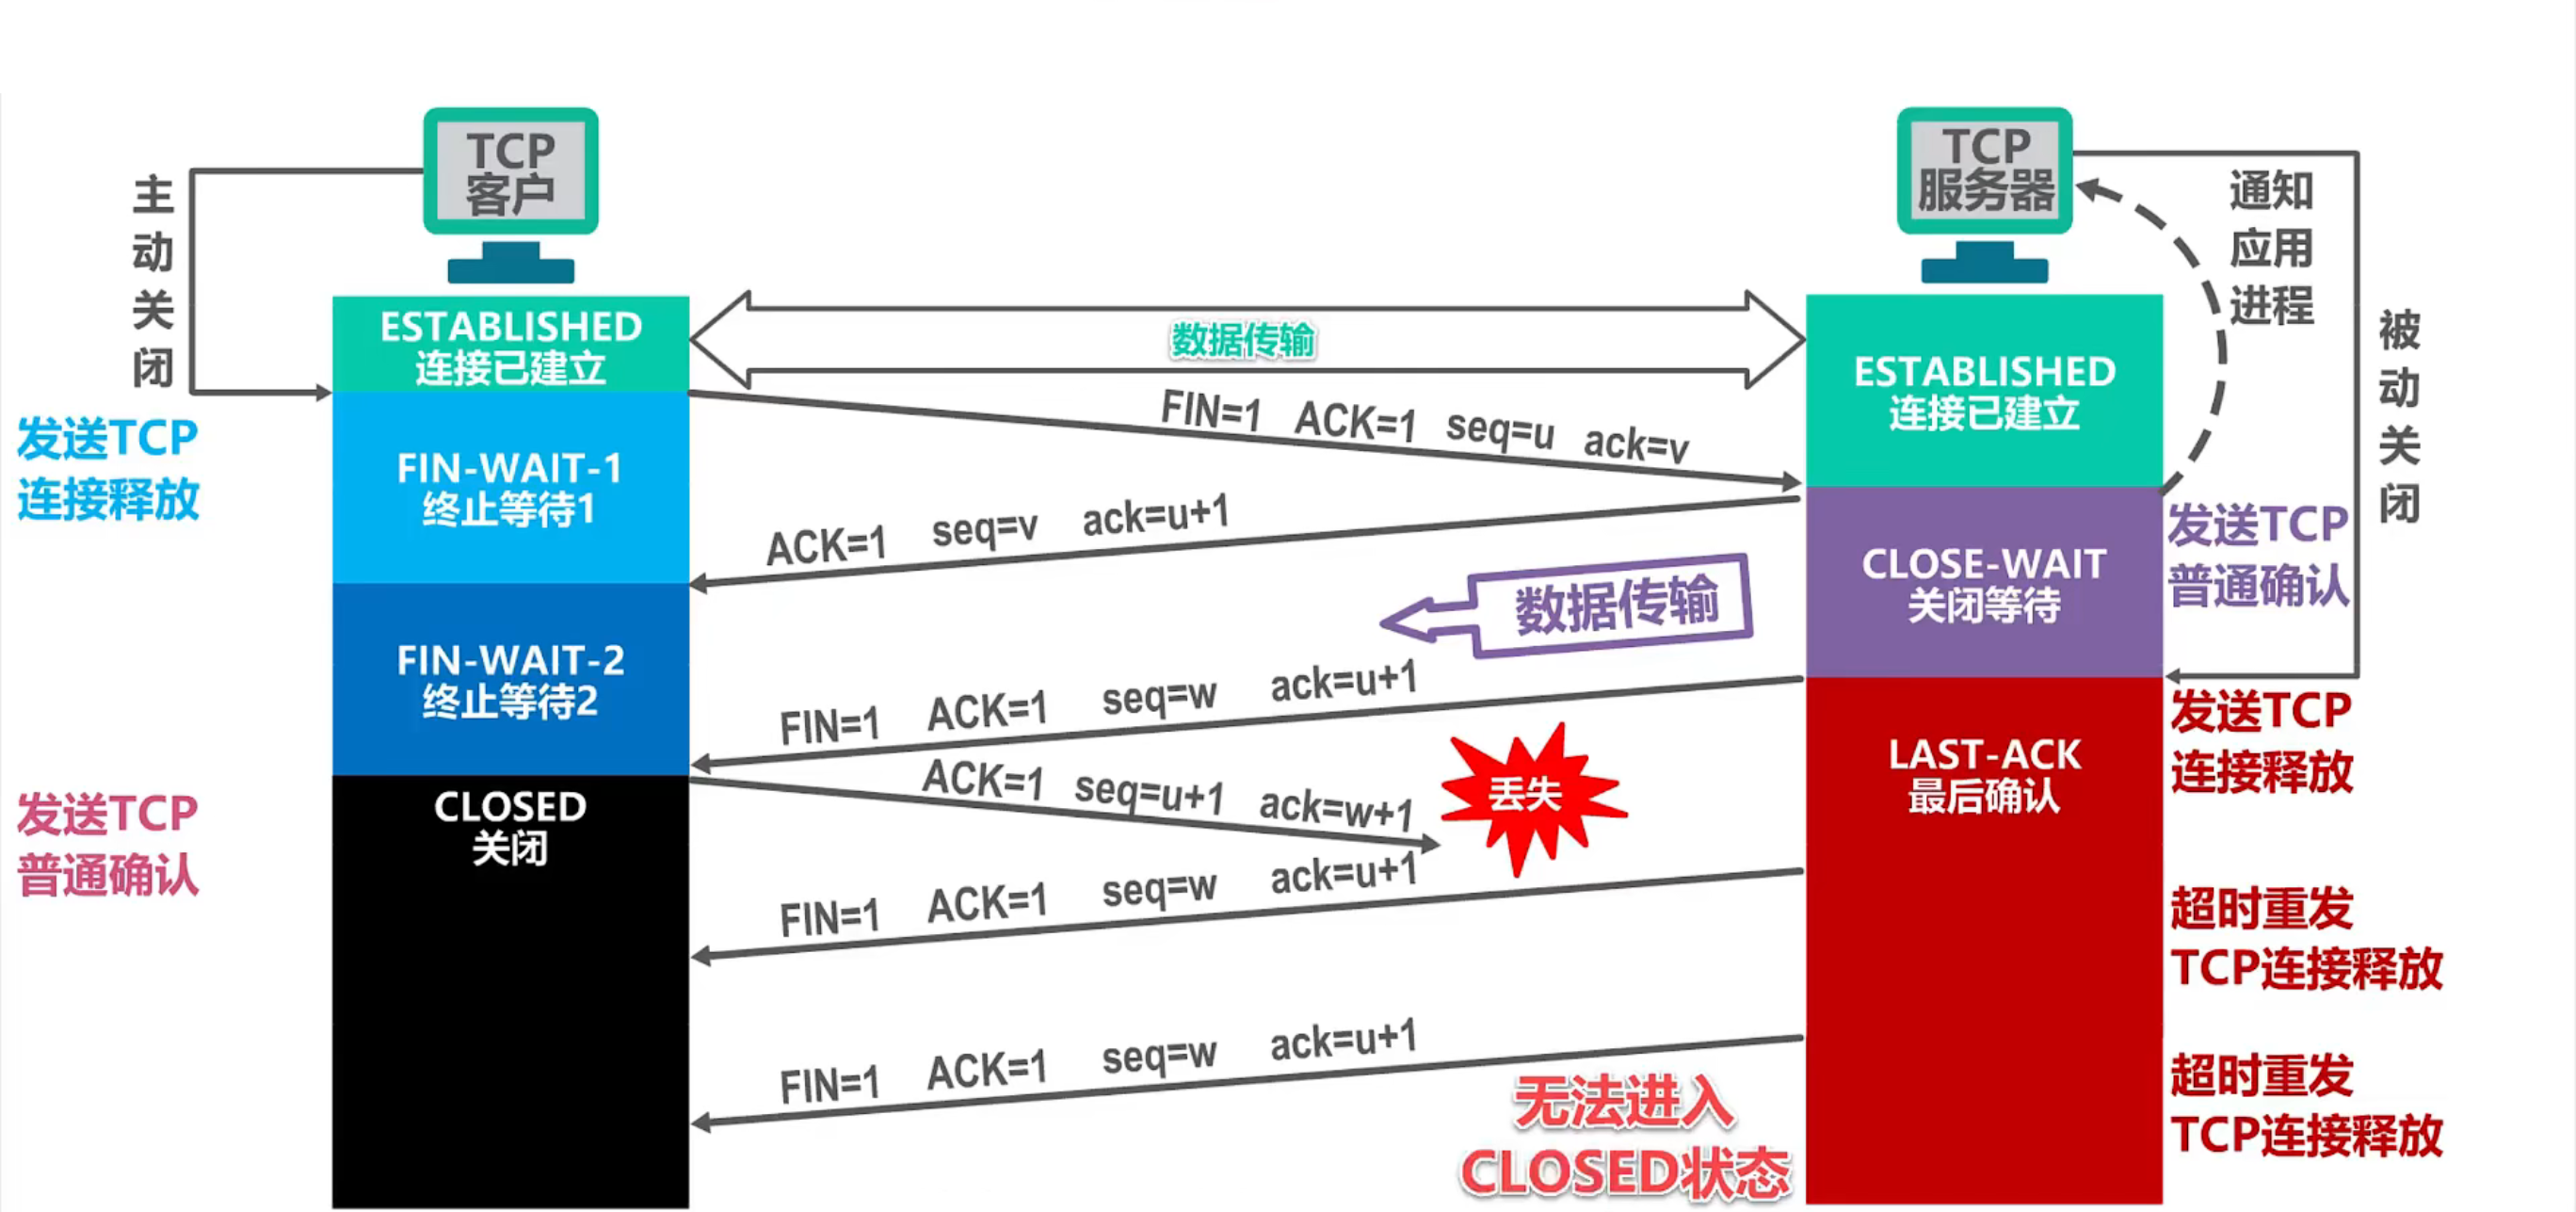 TCP
客户
TCP
服务器
主
动
关
闭
通知
应用
进程
被
动
关
闭
ESTABLISHED
连接已建立
数据传输
ESTABLISHED
连接已建立
FIN=1 ACK=1 seq=u ack=v
发送TCP
连接释放
FIN-WAIT-1
终止等待1
ACK=1 seq=v ack=u+1
CLOSE-WAIT
关闭等待
发送TCP
普通确认
数据传输
FIN-WAIT-2
终止等待2
FIN=1 ACK=1 seq=w ack=u+1
发送TCP
连接释放
LAST-ACK
最后确认
发送TCP
普通确认
CLOSED
关闭
ACK=1 seq=u+1 ack=w+1
丢失
FIN=1 ACK=1 seq=w ack=u+1
超时重发
TCP连接释放
FIN=1 ACK=1 seq=w ack=u+1
无法进入
CLOSED状态
超时重发
TCP连接释放